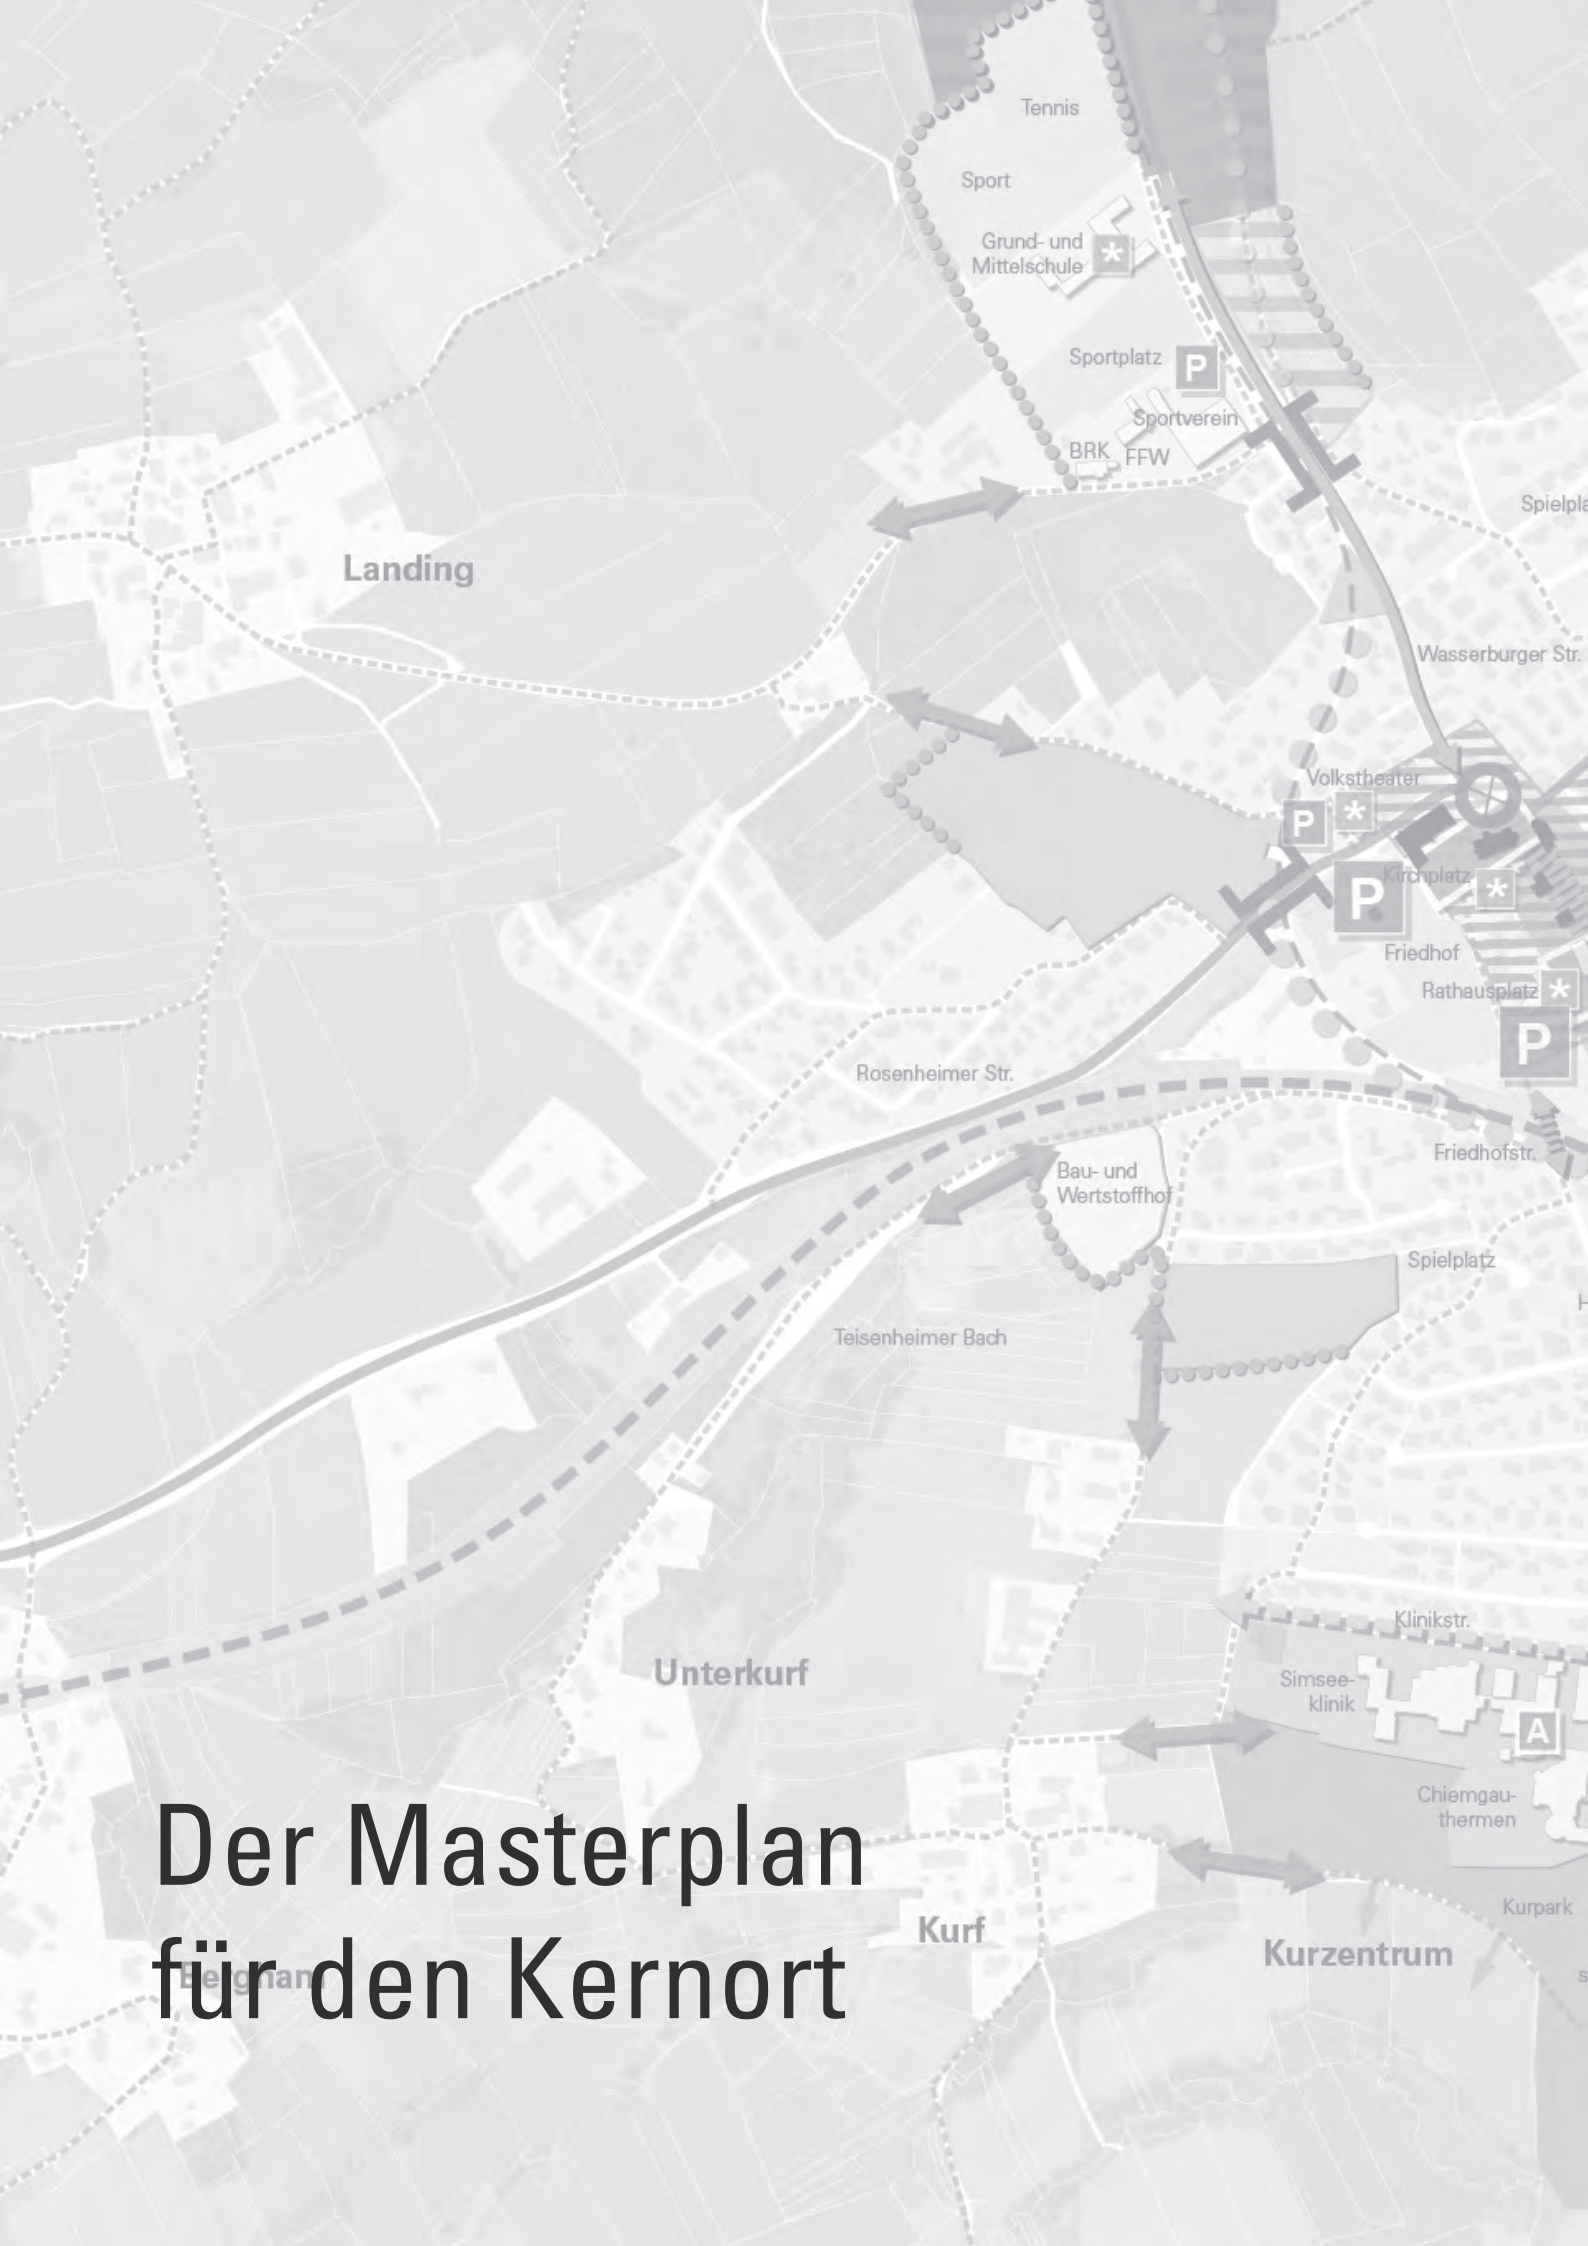 Tennis
Sport
Grund- und
Mittelschule
*
Sportplatz
P
Sportverein
BRK
FFW
Landing
Wasserburger Str.
Volkstheater
P
*
P
Kirchplatz
*
Friedhof
Rathausplatz
*
P
Rosenheimer Str.
Friedhofstr.
Bau- und
Wertstoffhof
Spielplatz
Teisenheimer Bach
Klinikstr.
Unterkurf
Simsee-
klinik
A
Chiemgau-
thermen
Der Masterplan
für den Kernort
Kurpark
Kurf
Kurzentrum